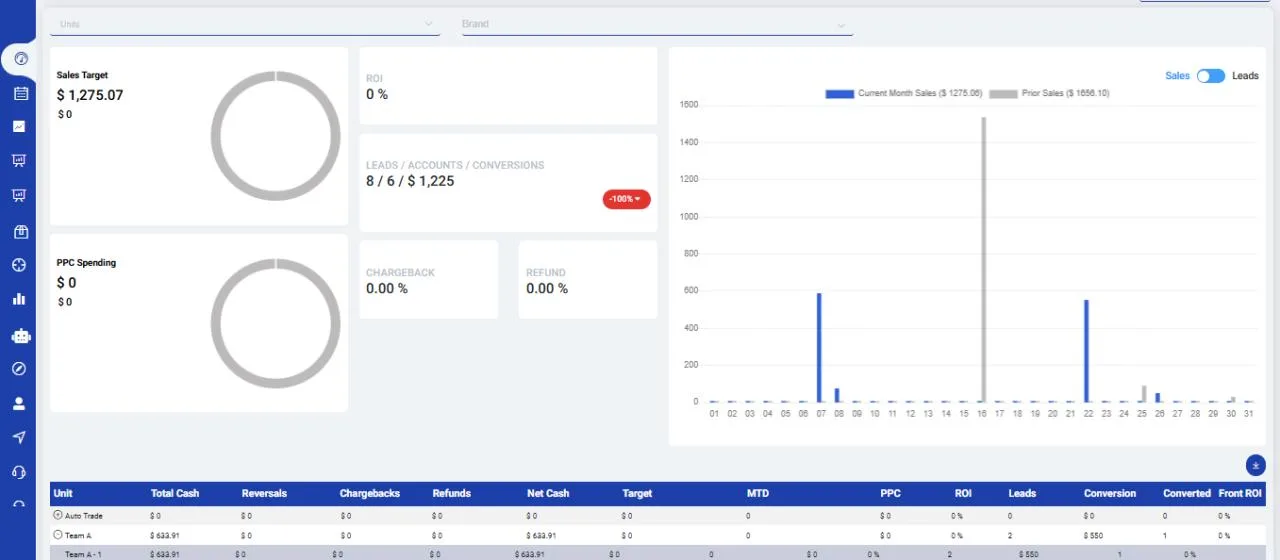 Units
Brand
Sales Target
$ 1,275.07
$ 0
ROI
0 %
LEADS / ACCOUNTS / CONVERSIONS
8 / 6 / $ 1,225
-100%
PPC Spending
$ 0
$ 0
CHARGEBACK
0.00 %
REFUND
0.00 %
Sales Leads
Current Month Sales ($ 1275.06) Prior Sales ($ 1656.10)
1600
1400
1200
1000
800
600
400
200
0
01 02 03 04 05 06 07 08 09 10 11 12 13 14 15 16 17 18 19 20 21 22 23 24 25 26 27 28 29 30 31
Unit Total Cash Reversals Chargebacks Refunds Net Cash Target MTD PPC ROI Leads Conversion Converted Front ROI
Auto Trade $ 0 $ 0 $ 0 $ 0 $ 0 $ 0 0 $ 0 0 % 0 $ 0 0 0 %
Team A $ 633.91 $ 0 $ 0 $ 0 $ 633.91 $ 0 0 $ 0 0 % 2 $ 550 1 0 %
Team A - 1 $ 633.91 $ 0 $ 0 $ 0 $ 633.91 $ 0 0 $ 0 0 % 2 $ 550 1 0 %